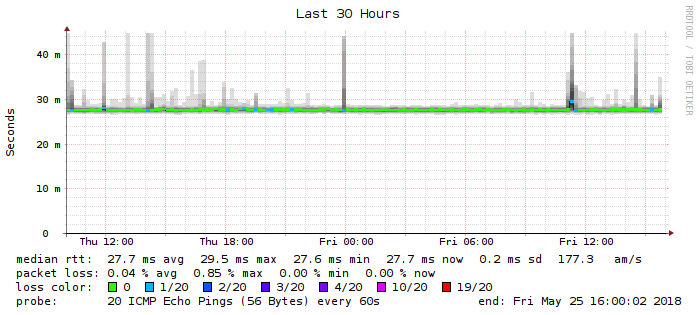 Last 30 Hours
RRDTOOL / TOBI OETIKER
Seconds
40 m
30 m
20 m
10 m
0
Thu 12:00 Thu 18:00 Fri 00:00 Fri 06:00 Fri 12:00
median rtt: 27.7 ms avg 29.5 ms max 27.6 ms min 27.7 ms now 0.2 ms sd 177.3 am/s
packet loss: 0.04 % avg 0.85 % max 0.00 % min 0.00 % now
loss color: 0 1/20 2/20 3/20 4/20 10/20 19/20
probe: 20 ICMP Echo Pings (56 Bytes) every 60s end: Fri May 25 16:00:02 2018